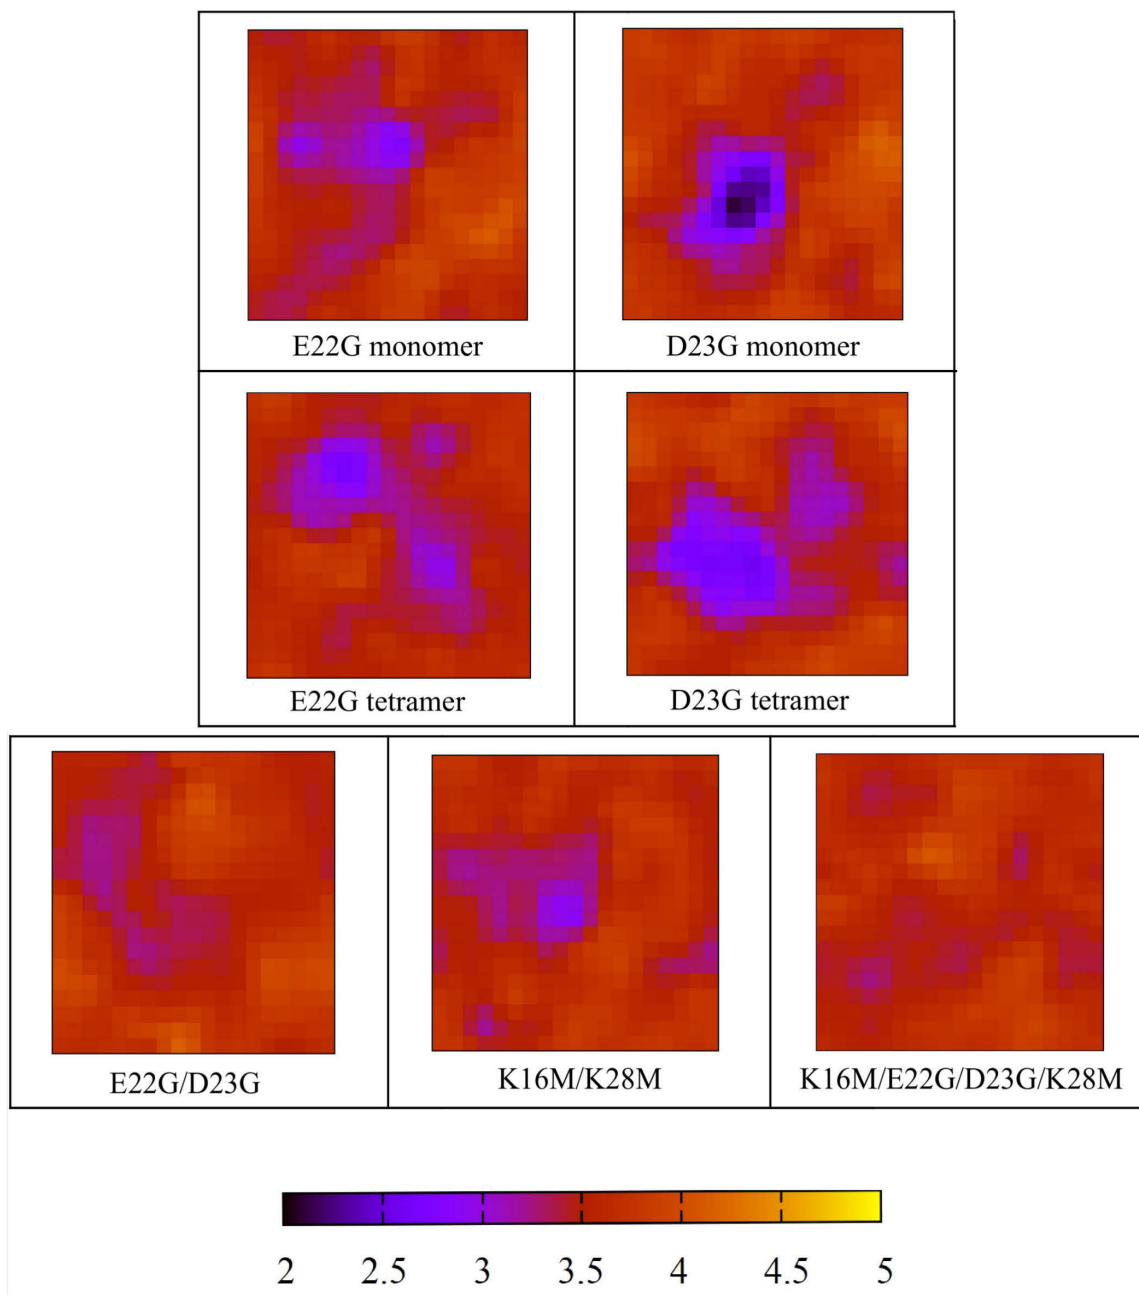 E22G monomer
D23G monomer
E22G tetramer
D23G tetramer
E22G/D23G
K16M/K28M
K16M/E22G/D23G/K28M
2 2.5 3 3.5 4 4.5 5